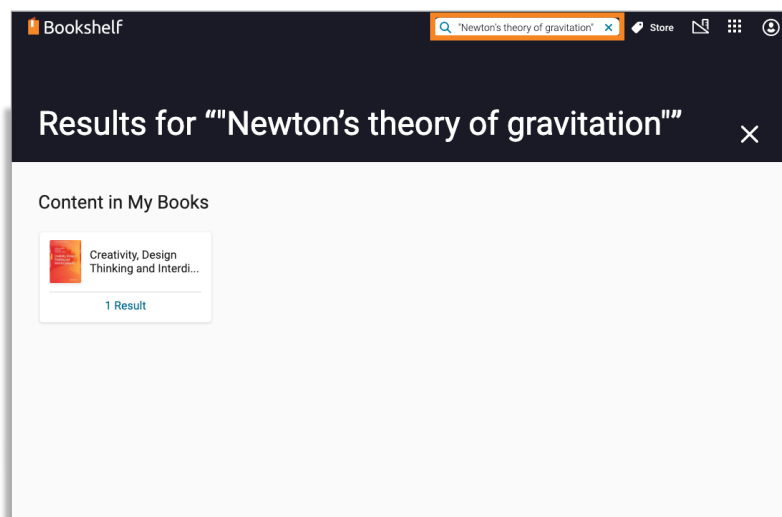 Bookshelf
"Newton's theory of gravitation"
Store
Results for “"Newton’s theory of gravitation"”
Content in My Books
Creativity, Design
Thinking and Interdi...
1 Result